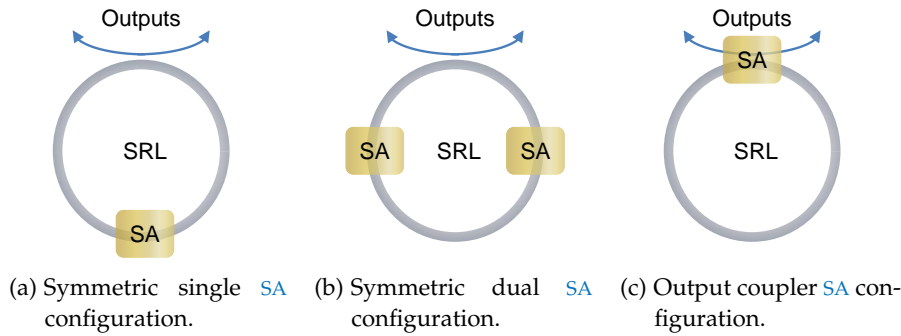 Outputs
SRL
SA
(a) Symmetric single SA
configuration.
Outputs
SA
SRL
SA
(b) Symmetric dual SA
configuration.
Outputs
SA
SRL
(c) Output coupler SA con-
figuration.